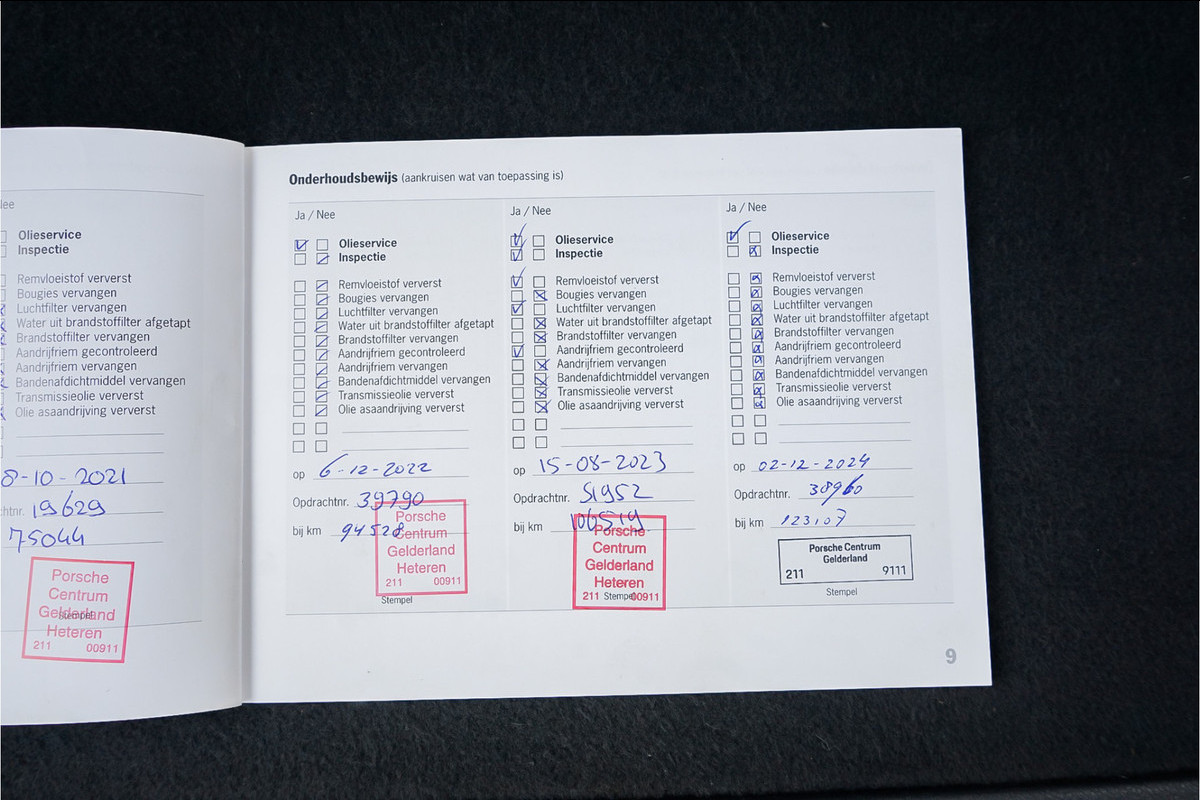 lee
Olieservice
Inspectie
Remvloeistof ververst
Bougies vervangen
Luchtfilter vervangen
Water uit brandstoffilter afgetapt
Brandstoffilter vervangen
Aandrijfriem gecontroleerd
Aandrijfriem vervangen
Bandenafdichtmiddel vervangen
Transmissieolie ververst
Olie asaandrijving ververst
8-10-2021
htnr. 19629
75044
Porsche
Centrum
Gelderland
Stempel
Heteren
211 00911
Onderhoudsbewijs (aankruisen wat van toepassing is)
Ja / Nee
Olieservice
Inspectie
Remvloeistof ververst
Bougies vervangen
Luchtfilter vervangen
Water uit brandstoffilter afgetapt
Brandstoffilter vervangen
Aandrijfriem gecontroleerd
Aandrijfriem vervangen
Bandenafdichtmiddel vervangen
Transmissieolie ververst
Olie asaandrijving ververst
op 6-12-2022
Opdrachtnr. 39790
bij km 94528
Porsche
Centrum
Gelderland
Heteren
211 00911
Stempel
Ja / Nee
Olieservice
Inspectie
Remvloeistof ververst
Bougies vervangen
Luchtfilter vervangen
Water uit brandstoffilter afgetapt
Brandstoffilter vervangen
Aandrijfriem gecontroleerd
Aandrijfriem vervangen
Bandenafdichtmiddel vervangen
Transmissieolie ververst
Olie asaandrijving ververst
op 15-08-2023
Opdrachtnr. 51952
bij km 106519
Porsche
Centrum
Gelderland
Heteren
211 Stempel 00911
Ja / Nee
Olieservice
Inspectie
Remvloeistof ververst
Bougies vervangen
Luchtfilter vervangen
Water uit brandstoffilter afgetapt
Brandstoffilter vervangen
Aandrijfriem gecontroleerd
Aandrijfriem vervangen
Bandenafdichtmiddel vervangen
Transmissieolie ververst
Olie asaandrijving ververst
op 02-12-2024
Opdrachtnr. 38960
bij km 123107
Porsche Centrum
Gelderland
211 9111
Stempel
9